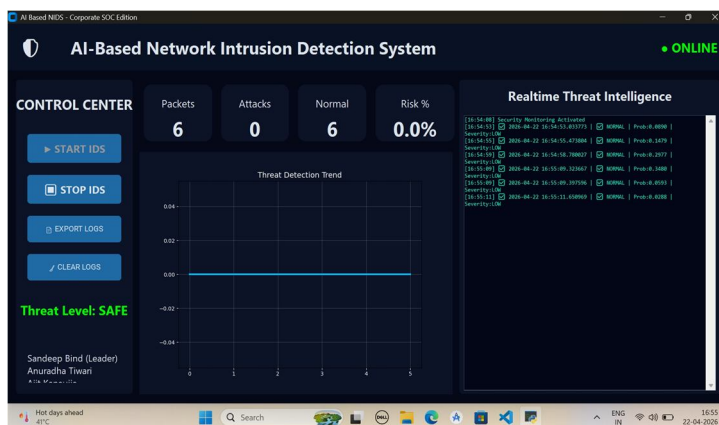 AI Based NIDS - Corporate SOC Edition
AI-Based Network Intrusion Detection System
● ONLINE
CONTROL CENTER
▶ START IDS
STOP IDS
EXPORT LOGS
CLEAR LOGS
Threat Level: SAFE
Sandeep Bind (Leader)
Anuradha Tiwari
Packets
6
Attacks
0
Normal
6
Risk %
0.0%
Threat Detection Trend
0.04
0.02
0.00
−0.02
−0.04
0 1 2 3 4 5
Realtime Threat Intelligence
[16:54:08] Security Monitoring Activated
[16:54:53] ☑ 2026-04-22 16:54:53.033773 | ☑ NORMAL | Prob:0.0890 |
Severity:LOW
[16:54:55] ☑ 2026-04-22 16:54:55.473804 | ☑ NORMAL | Prob:0.1479 |
Severity:LOW
[16:54:59] ☑ 2026-04-22 16:54:58.780027 | ☑ NORMAL | Prob:0.2977 |
Severity:LOW
[16:55:09] ☑ 2026-04-22 16:55:09.323667 | ☑ NORMAL | Prob:0.3480 |
Severity:LOW
[16:55:09] ☑ 2026-04-22 16:55:09.397596 | ☑ NORMAL | Prob:0.0593 |
Severity:LOW
[16:55:11] ☑ 2026-04-22 16:55:11.650969 | ☑ NORMAL | Prob:0.0288 |
Severity:LOW
Hot days ahead
41°C
Search
DELL
ENG
IN
16:55
22-04-2026